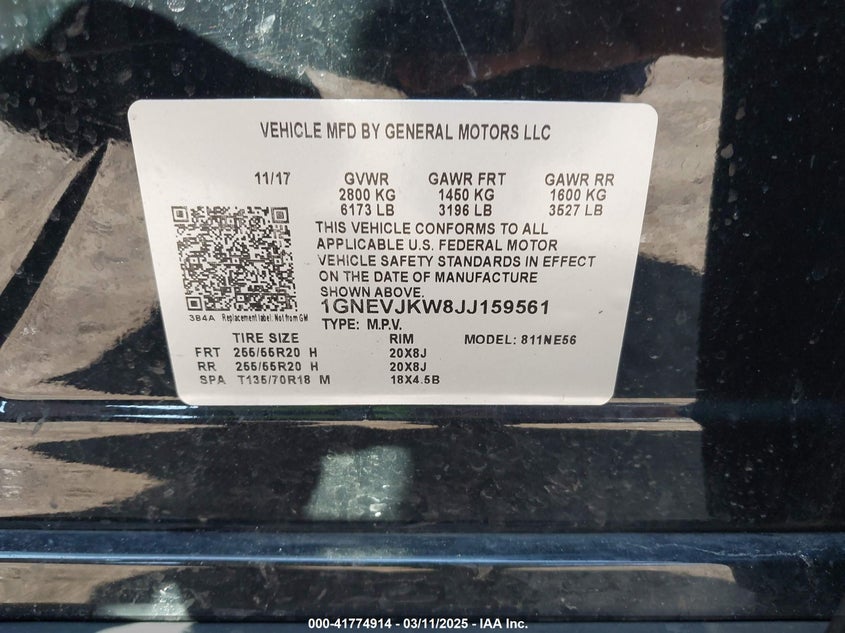 VEHICLE MFD BY GENERAL MOTORS LLC
11/17 GVWR GAWR FRT GAWR RR
2800 KG 1450 KG 1600 KG
6173 LB 3196 LB 3527 LB
THIS VEHICLE CONFORMS TO ALL
APPLICABLE U.S. FEDERAL MOTOR
VEHICLE SAFETY STANDARDS IN EFFECT
ON THE DATE OF MANUFACTURE
SHOWN ABOVE.
1GNEVJKW8JJ159561
3B4A Replacement label. Not from GM
TYPE: M.P.V.
TIRE SIZE RIM MODEL: 811NE56
FRT 255/55R20 H 20X8J
RR 255/55R20 H 20X8J
SPA T135/70R18 M 18X4.5B
000-41774914 - 03/11/2025 - IAA Inc.